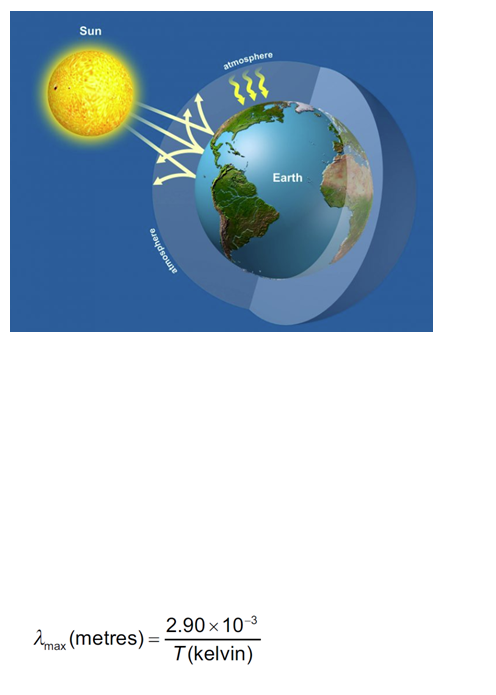 Sun
atmosphere
Earth
atmosphere
λmax (metres) = 2.90 × 10⁻³ / T (kelvin)